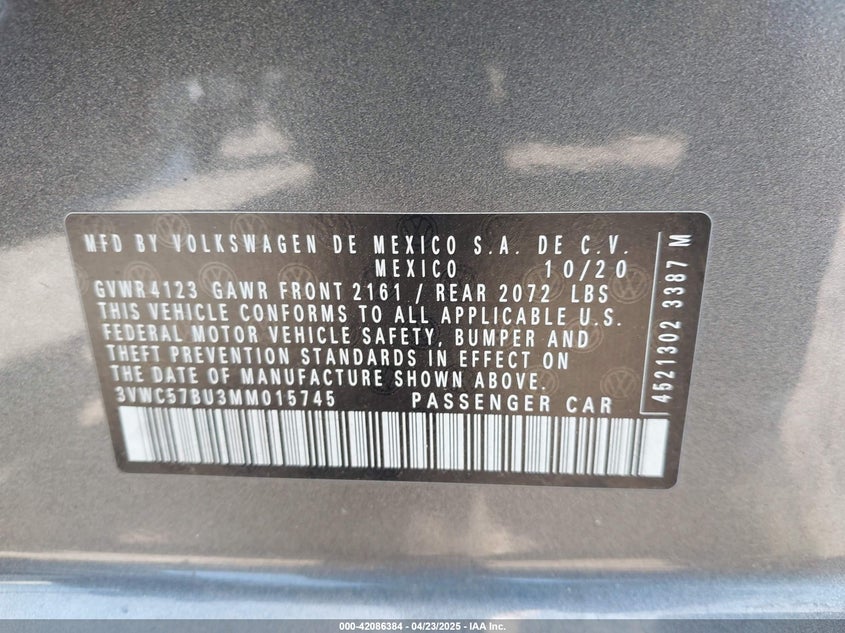 MFD BY VOLKSWAGEN DE MEXICO S.A. DE C.V.
MEXICO 10/20
GVWR 4123 GAWR FRONT 2161 / REAR 2072 LBS
THIS VEHICLE CONFORMS TO ALL APPLICABLE U.S.
FEDERAL MOTOR VEHICLE SAFETY, BUMPER AND
THEFT PREVENTION STANDARDS IN EFFECT ON
THE DATE OF MANUFACTURE SHOWN ABOVE.
3VWC57BU3MM015745 PASSENGER CAR
4521302 3387 M
000-42086384 - 04/23/2025 - IAA Inc.